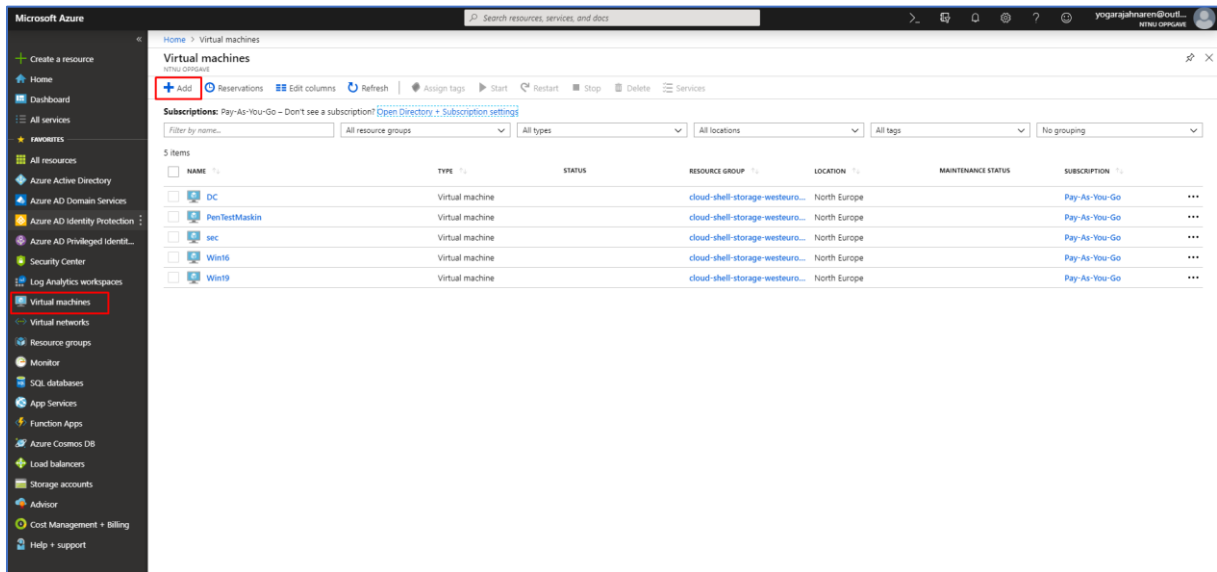 Microsoft Azure
Search resources, services, and docs
yogarajahnaren@outl...
NTNU OPPGAVE
Create a resource
Home
Dashboard
All services
FAVORITES
All resources
Azure Active Directory
Azure AD Domain Services
Azure AD Identity Protection
Azure AD Privileged Identit...
Security Center
Log Analytics workspaces
Virtual machines
Virtual networks
Resource groups
Monitor
SQL databases
App Services
Function Apps
Azure Cosmos DB
Load balancers
Storage accounts
Advisor
Cost Management + Billing
Help + support
Home > Virtual machines
Virtual machines
NTNU OPPGAVE
Add Reservations Edit columns Refresh Assign tags Start Restart Stop Delete Services
Subscriptions: Pay-As-You-Go – Don't see a subscription? Open Directory + Subscription settings
Filter by name... All resource groups All types All locations All tags No grouping
5 items
NAME TYPE STATUS RESOURCE GROUP LOCATION MAINTENANCE STATUS SUBSCRIPTION
DC Virtual machine cloud-shell-storage-westeuro... North Europe Pay-As-You-Go ...
PenTestMaskin Virtual machine cloud-shell-storage-westeuro... North Europe Pay-As-You-Go ...
sec Virtual machine cloud-shell-storage-westeuro... North Europe Pay-As-You-Go ...
Win16 Virtual machine cloud-shell-storage-westeuro... North Europe Pay-As-You-Go ...
Win19 Virtual machine cloud-shell-storage-westeuro... North Europe Pay-As-You-Go ...